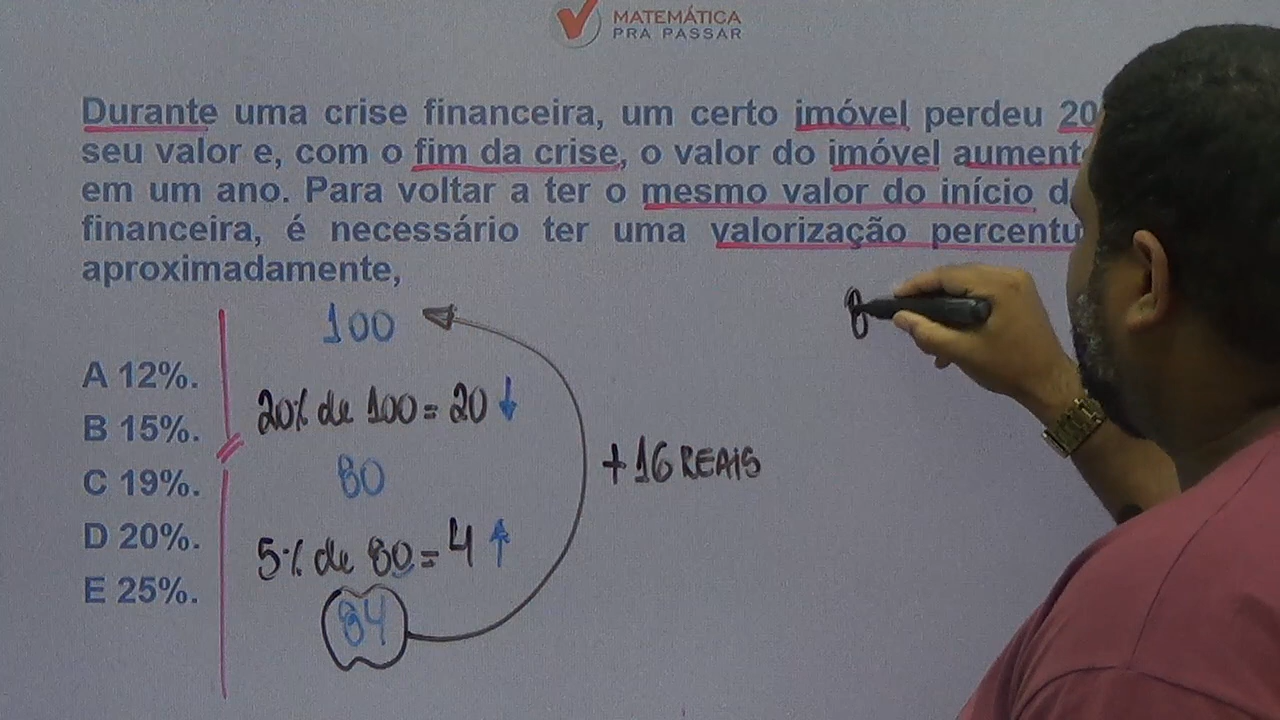 MATEMÁTICA
PRA PASSAR
Durante uma crise financeira, um certo imóvel perdeu 20
seu valor e, com o fim da crise, o valor do imóvel
em um ano. Para voltar a ter o mesmo valor do início
financeira, é necessário ter uma valorização
aproximadamente,
A 12%.
B 15%.
C 19%.
D 20%.
E 25%.
100
20% de 100 = 20
80
5% de 80 = 4
84
+16 REAIS
8